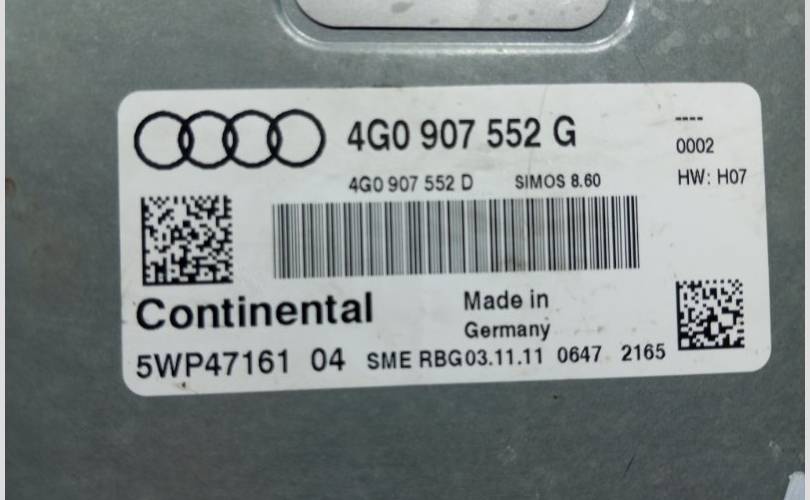 4G0 907 552 G
----
0002
4G0 907 552 D SIMOS 8.60
HW: H07
Continental
Made in
Germany
5WP47161 04 SME RBG03.11.11 0647 2165